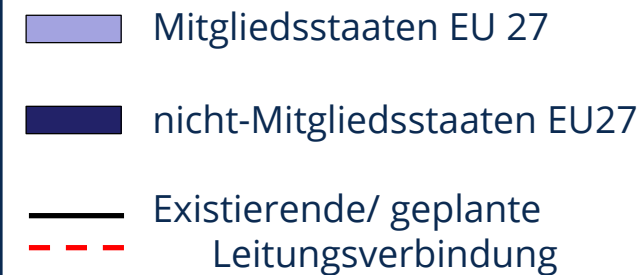 Mitgliedsstaaten EU 27
nicht-Mitgliedsstaaten EU27
Existierende/ geplante
Leitungsverbindung